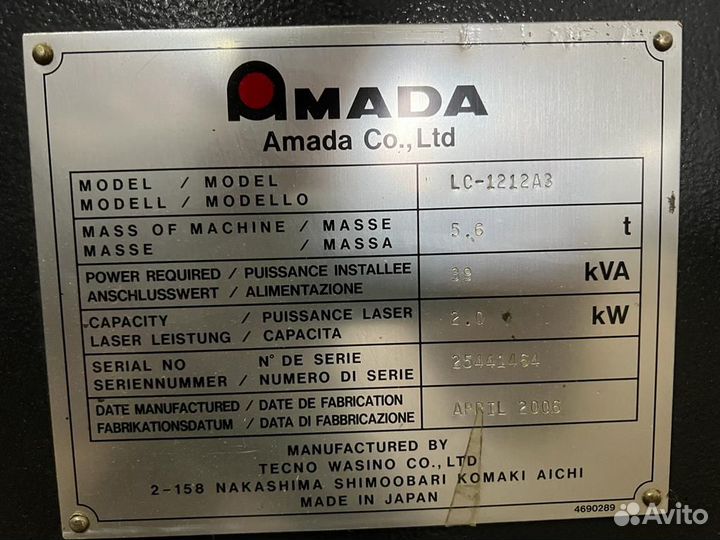 AMADA
Amada Co.,Ltd
MODEL / MODEL
MODELL / MODELLO
LC-1212A3
MASS OF MACHINE / MASSE
MASSE / MASSA
5.6 t
POWER REQUIRED / PUISSANCE INSTALLEE
ANSCHLUSSWERT / ALIMENTAZIONE
39 kVA
CAPACITY / PUISSANCE LASER
LASER LEISTUNG / CAPACITA
2.0 kW
SERIAL NO N° DE SERIE
SERIENNUMMER / NUMERO DI SERIE
25441464
DATE MANUFACTURED / DATE DE FABRICATION
FABRIKATIONSDATUM / DATA DI FABBRICAZIONE
APRIL 2006
MANUFACTURED BY
TECNO WASINO CO., LTD
2-158 NAKASHIMA SHIMOOBARI KOMAKI AICHI
MADE IN JAPAN
4690289
Avito